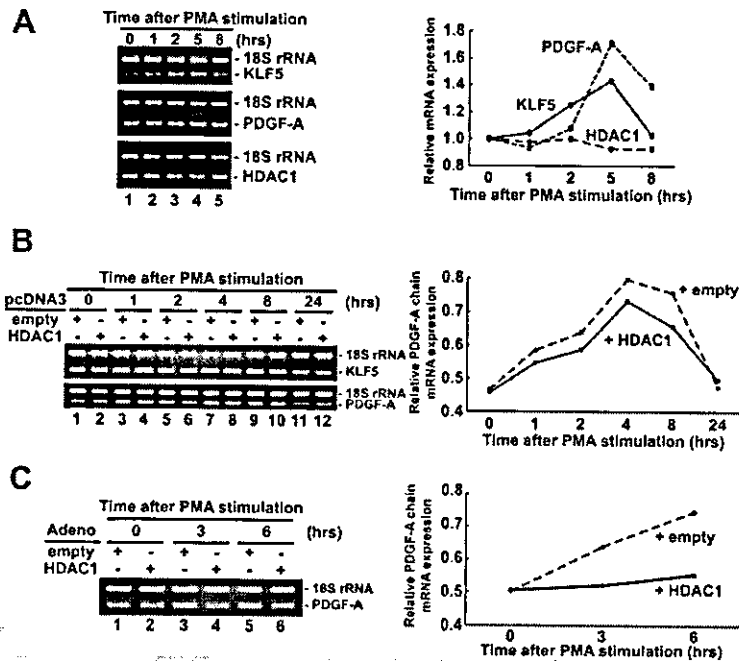 A
Time after PMA stimulation
0 1 2 5 8 (hrs)
- 18S rRNA
- KLF5
- 18S rRNA
- PDGF-A
- 18S rRNA
- HDAC1
1 2 3 4 5
Relative mRNA expression
1.8
1.6
1.4
1.2
1.0
0.8
PDGF-A
KLF5
HDAC1
0 1 2 5 8
Time after PMA stimulation (hrs)
B
Time after PMA stimulation
pcDNA3 0 1 2 4 8 24 (hrs)
empty + - + - + - + - + - + -
HDAC1 - + - + - + - + - + - +
- 18S rRNA
- KLF5
- 18S rRNA
- PDGF-A
1 2 3 4 5 6 7 8 9 10 11 12
Relative PDGF-A chain
mRNA expression
0.8
0.7
0.6
0.5
0.4
+ empty
+ HDAC1
0 1 2 4 8 24
Time after PMA stimulation (hrs)
C
Time after PMA stimulation
Adeno 0 3 6 (hrs)
empty + - + - + -
HDAC1 - + - + - +
- 18S rRNA
- PDGF-A
1 2 3 4 5 6
Relative PDGF-A chain
mRNA expression
0.8
0.7
0.6
0.5
0.4
+ empty
+ HDAC1
0 3 6
Time after PMA stimulation (hrs)